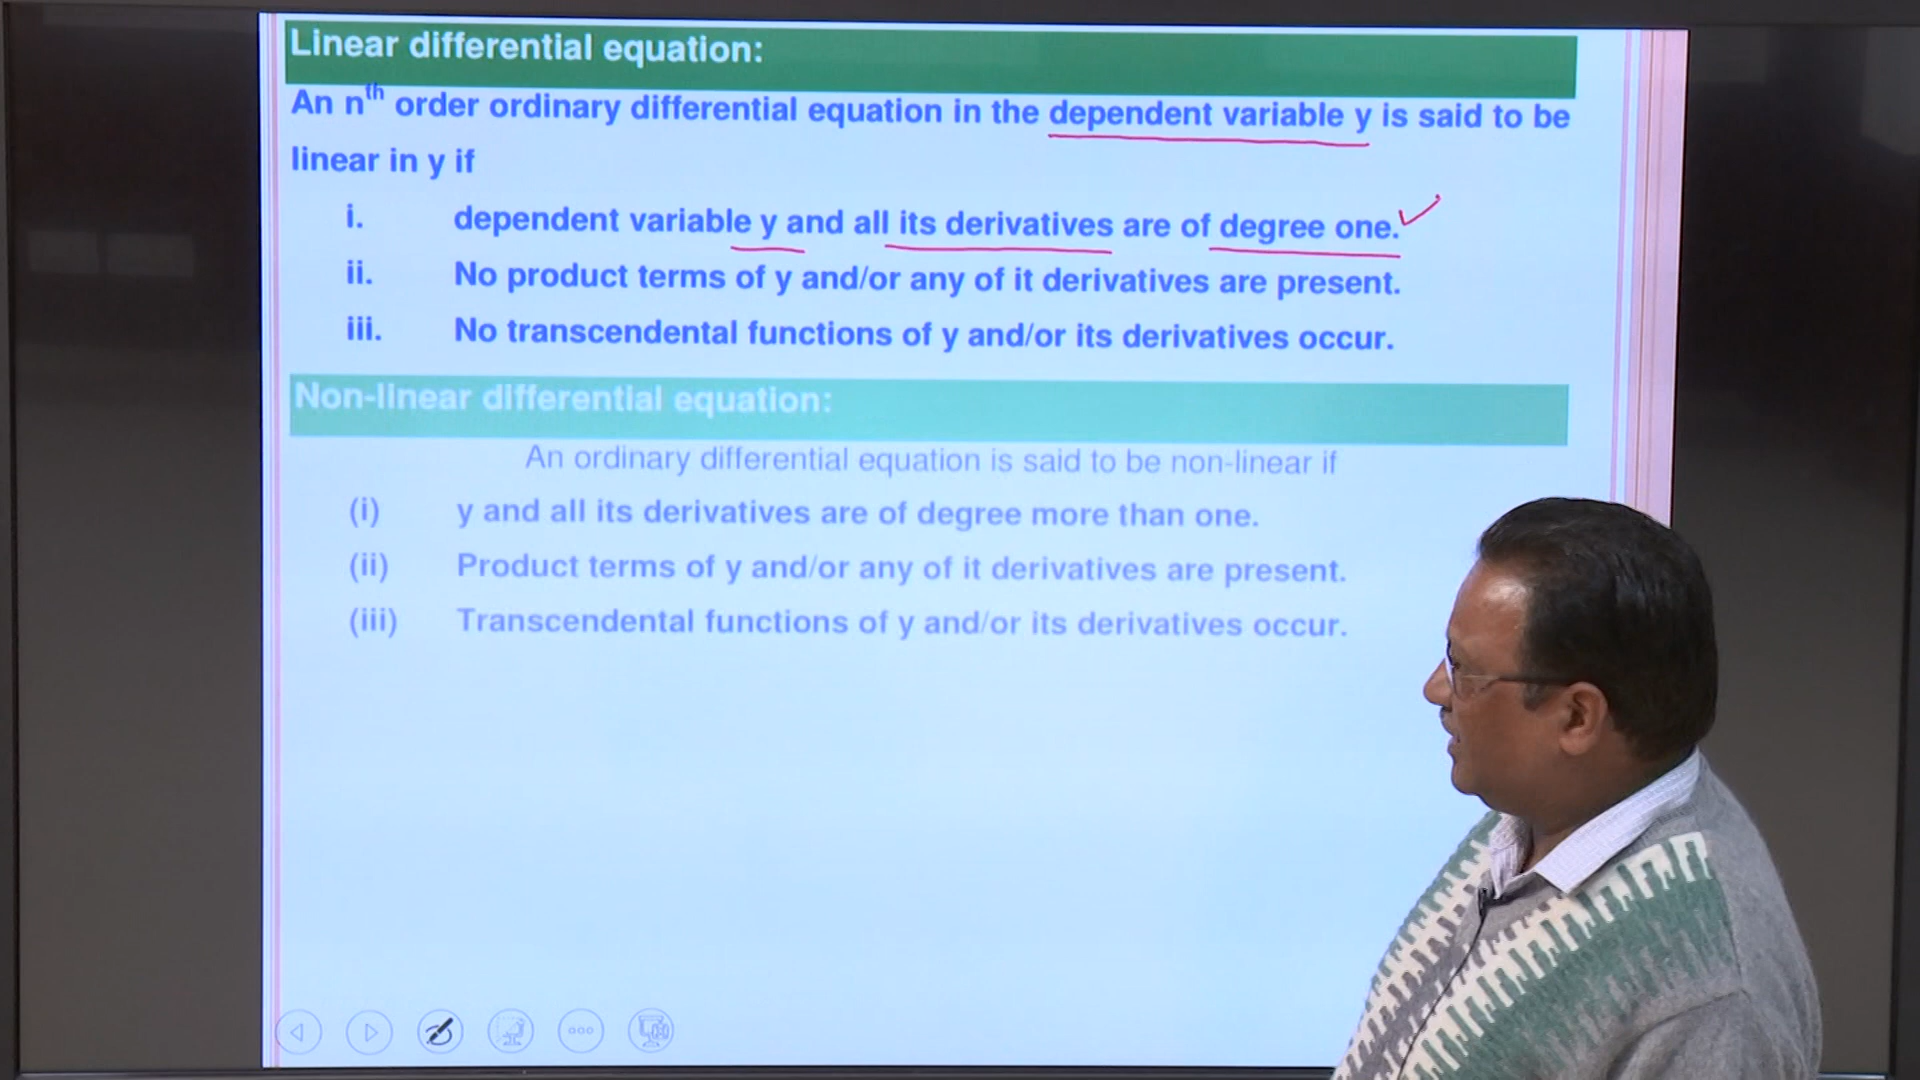 Linear differential equation:
An nth order ordinary differential equation in the dependent variable y is said to be
linear in y if
i. dependent variable y and all its derivatives are of degree one.
ii. No product terms of y and/or any of it derivatives are present.
iii. No transcendental functions of y and/or its derivatives occur.
Non-linear differential equation:
An ordinary differential equation is said to be non-linear if
(i) y and all its derivatives are of degree more than one.
(ii) Product terms of y and/or any of it derivatives are present.
(iii) Transcendental functions of y and/or its derivatives occur.